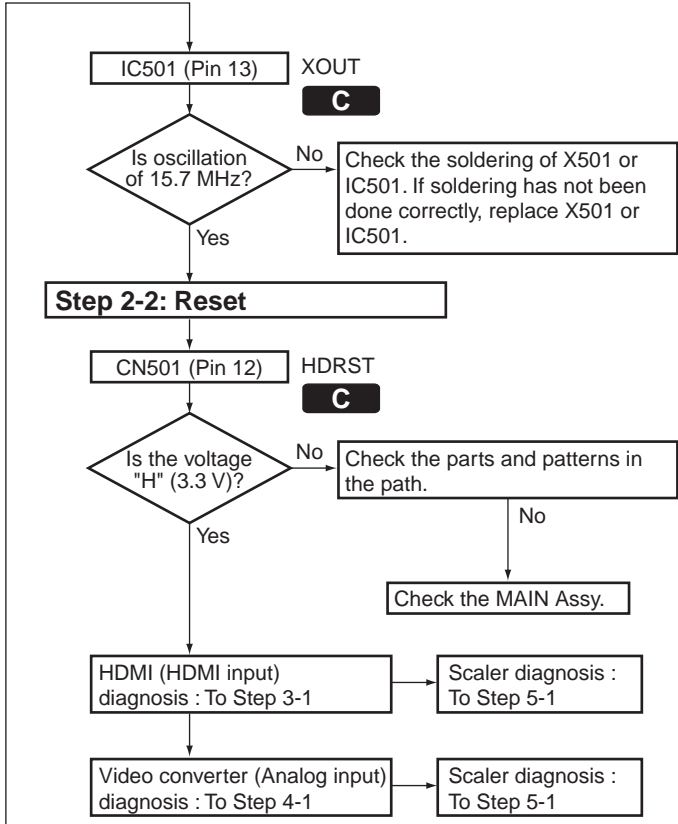 IC501 (Pin 13)
XOUT
C
Is oscillation
of 15.7 MHz?
No
Check the soldering of X501 or
IC501. If soldering has not been
done correctly, replace X501 or
IC501.
Yes
Step 2-2: Reset
CN501 (Pin 12)
HDRST
C
Is the voltage
"H" (3.3 V)?
No
Check the parts and patterns in
the path.
Yes
No
Check the MAIN Assy.
HDMI (HDMI input)
diagnosis : To Step 3-1
Scaler diagnosis :
To Step 5-1
Video converter (Analog input)
diagnosis : To Step 4-1
Scaler diagnosis :
To Step 5-1